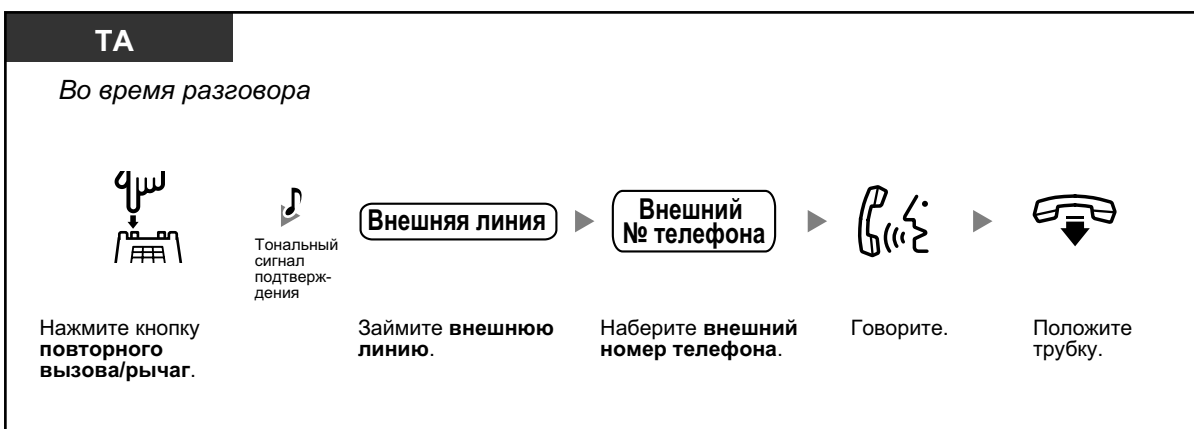 ТА
Во время разговора
Тональный
сигнал
подтверж-
дения
Внешняя линия
Внешний
№ телефона
Нажмите кнопку
повторного
вызова/рычаг.
Займите внешнюю
линию.
Наберите внешний
номер телефона.
Говорите.
Положите
трубку.